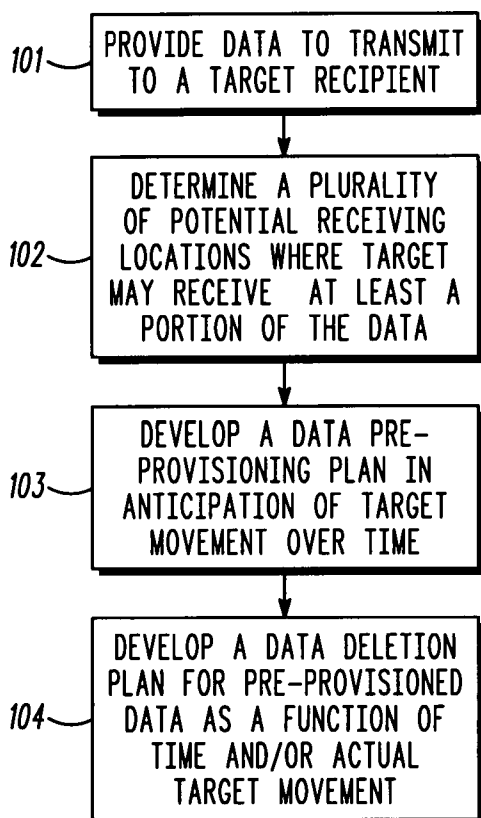 101
PROVIDE DATA TO TRANSMIT
TO A TARGET RECIPIENT
102
DETERMINE A PLURALITY
OF POTENTIAL RECEIVING
LOCATIONS WHERE TARGET
MAY RECEIVE AT LEAST A
PORTION OF THE DATA
103
DEVELOP A DATA PRE-
PROVISIONING PLAN IN
ANTICIPATION OF TARGET
MOVEMENT OVER TIME
104
DEVELOP A DATA DELETION
PLAN FOR PRE-PROVISIONED
DATA AS A FUNCTION OF
TIME AND/OR ACTUAL
TARGET MOVEMENT